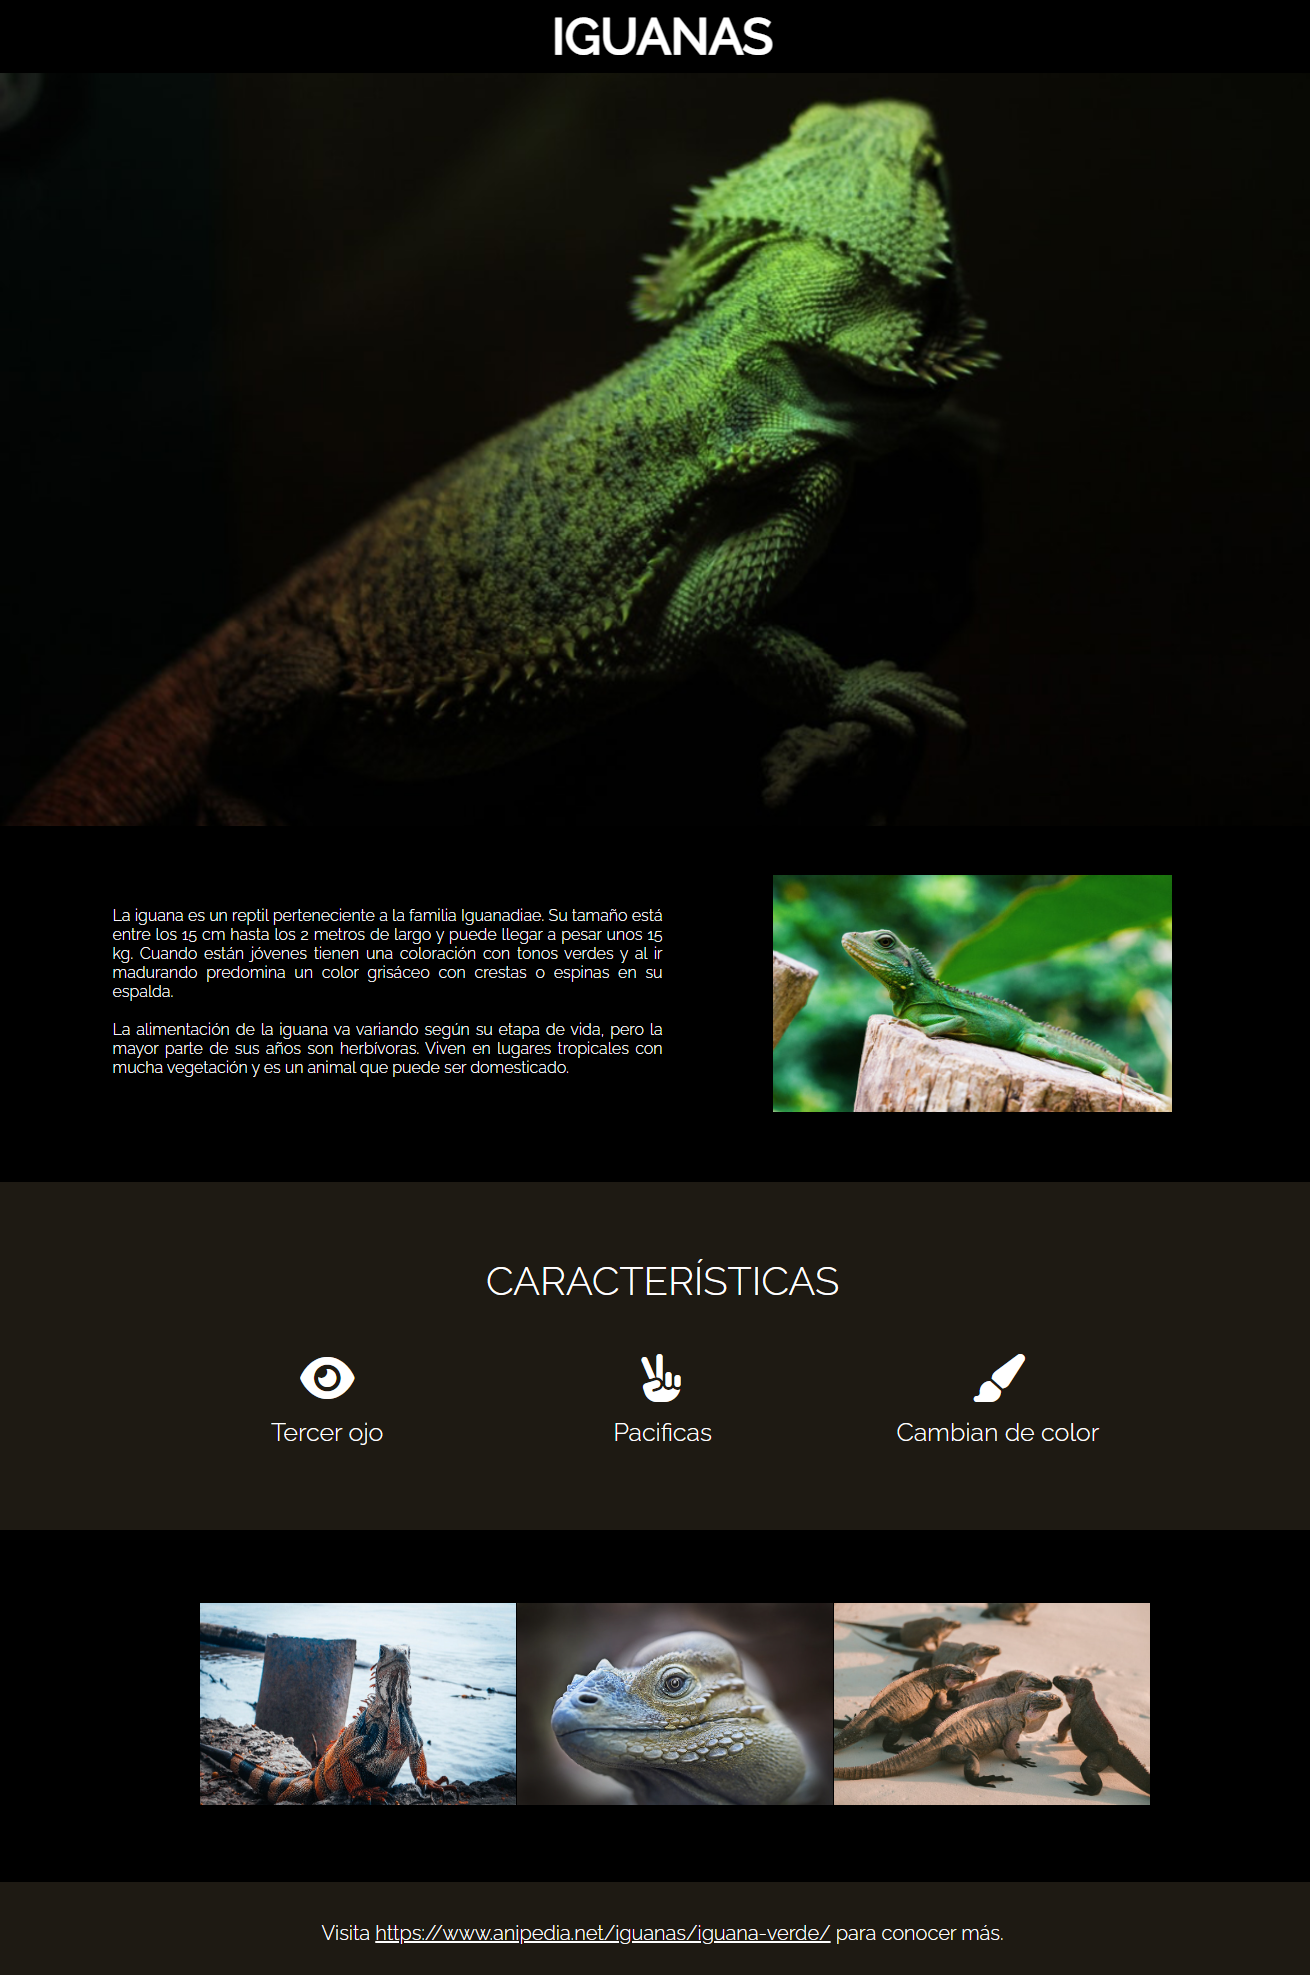 IGUANAS
La iguana es un reptil perteneciente a la familia Iguanadiae. Su tamaño está
entre los 15 cm hasta los 2 metros de largo y puede llegar a pesar unos 15
kg. Cuando están jóvenes tienen una coloración con tonos verdes y al ir
madurando predomina un color grisáceo con crestas o espinas en su
espalda.
La alimentación de la iguana va variando según su etapa de vida, pero la
mayor parte de sus años son herbívoras. Viven en lugares tropicales con
mucha vegetación y es un animal que puede ser domesticado.
CARACTERÍSTICAS
Tercer ojo
Pacificas
Cambian de color
Visita https://www.anipedia.net/iguanas/iguana-verde/ para conocer más.